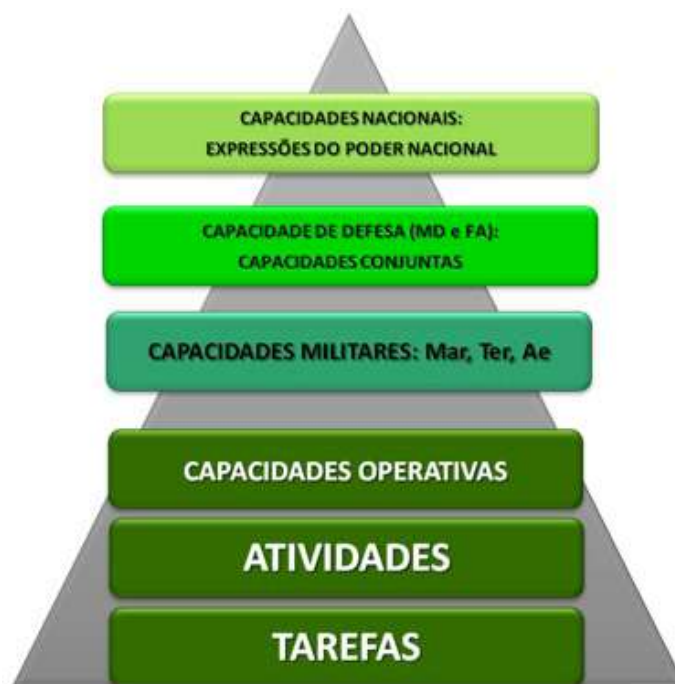 CAPACIDADES NACIONAIS:
EXPRESSÕES DO PODER NACIONAL
CAPACIDADE DE DEFESA (MD e FA):
CAPACIDADES CONJUNTAS
CAPACIDADES MILITARES: Mar, Ter, Ae
CAPACIDADES OPERATIVAS
ATIVIDADES
TAREFAS